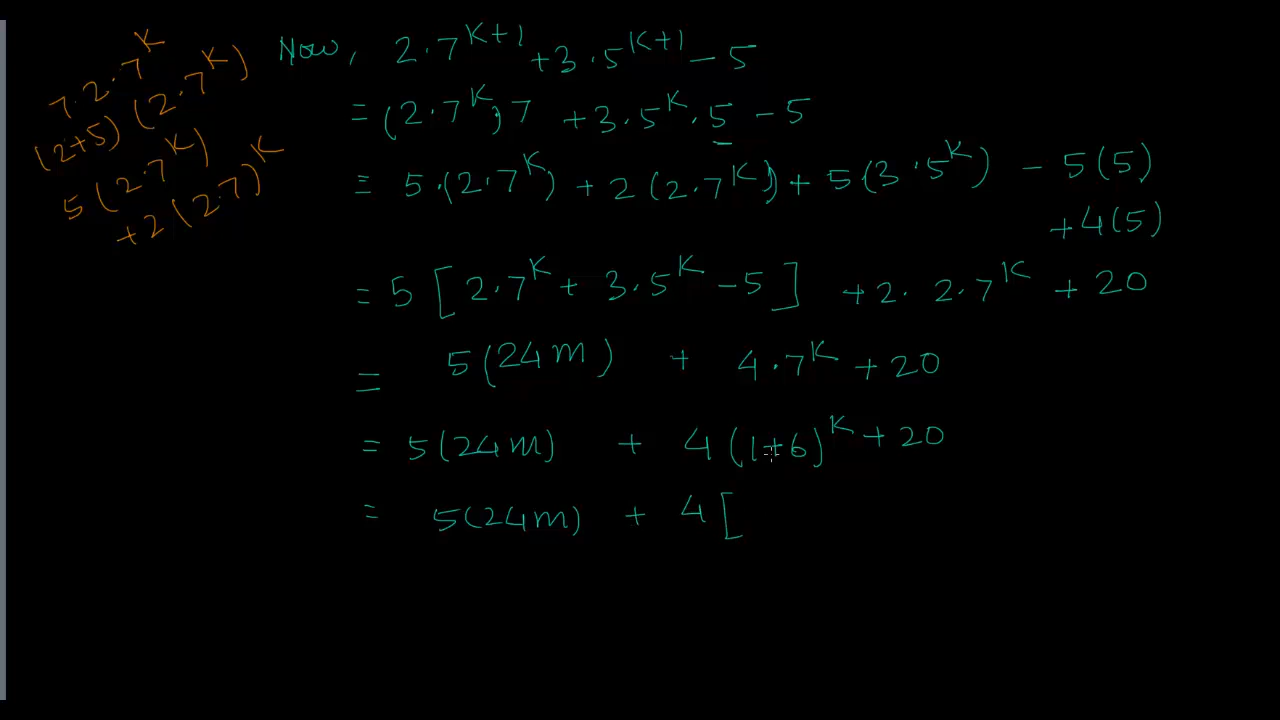 7.2.7^K
(2+5)(2.7^K)
5(2.7^K)
+2(2.7)^K
Now, 2.7^{K+1} +3.5^{K+1} - 5
= (2.7^K)7 +3.5^K.5 - 5
= 5.(2.7^K) + 2(2.7^K) + 5(3.5^K) - 5(5)
+4(5)
= 5[2.7^K + 3.5^K - 5] +2. 2.7^K + 20
= 5(24m) + 4.7^K + 20
= 5(24m) + 4(1+6)^K + 20
= 5(24m) + 4[